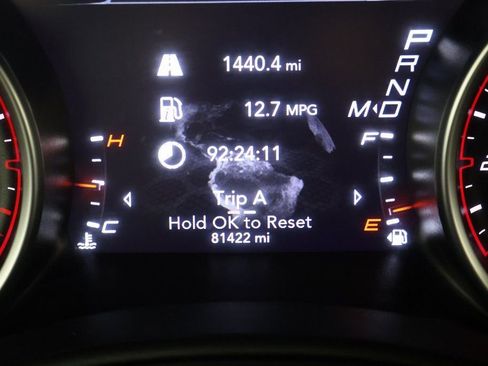 1440.4 mi
P
R
N
12.7 MPG
M D
H
F
92:24:11
Trip A
C
Hold OK to Reset
E
81422 mi